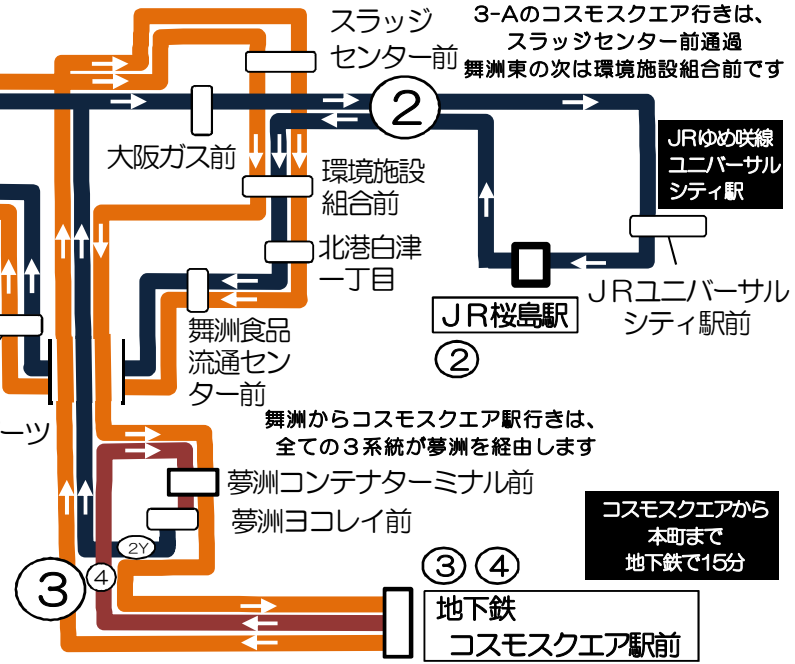 スラッジ
センター前
3-Aのコスモスクエア行きは、
スラッジセンター前通過
舞洲東の次は環境施設組合前です
②
大阪ガス前
JRゆめ咲線
ユニバーサル
シティ駅
環境施設
組合前
北港白津
一丁目
JR桜島駅
②
JRユニバーサル
シティ駅前
舞洲食品
流通セン
ター前
ーツ
舞洲からコスモスクエア駅行きは、
全ての３系統が夢洲を経由します
夢洲コンテナターミナル前
夢洲ヨコレイ前
2Y
コスモスクエアから
本町まで
地下鉄で15分
③
④
③ ④
地下鉄
コスモスクエア駅前